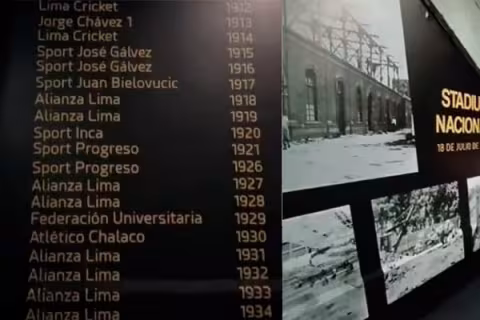 Lima Cricket 1912
Jorge Chávez 1 1913
Lima Cricket 1914
Sport José Gálvez 1915
Sport José Gálvez 1916
Sport Juan Bielovucic 1917
Alianza Lima 1918
Alianza Lima 1919
Sport Inca 1920
Sport Progreso 1921
Sport Progreso 1926
Alianza Lima 1927
Alianza Lima 1928
Federación Universitaria 1929
Atlético Chalaco 1930
Alianza Lima 1931
Alianza Lima 1932
Alianza Lima 1933
Alianza Lima 1934
STADIU
NACIONA
18 DE JULIO DE